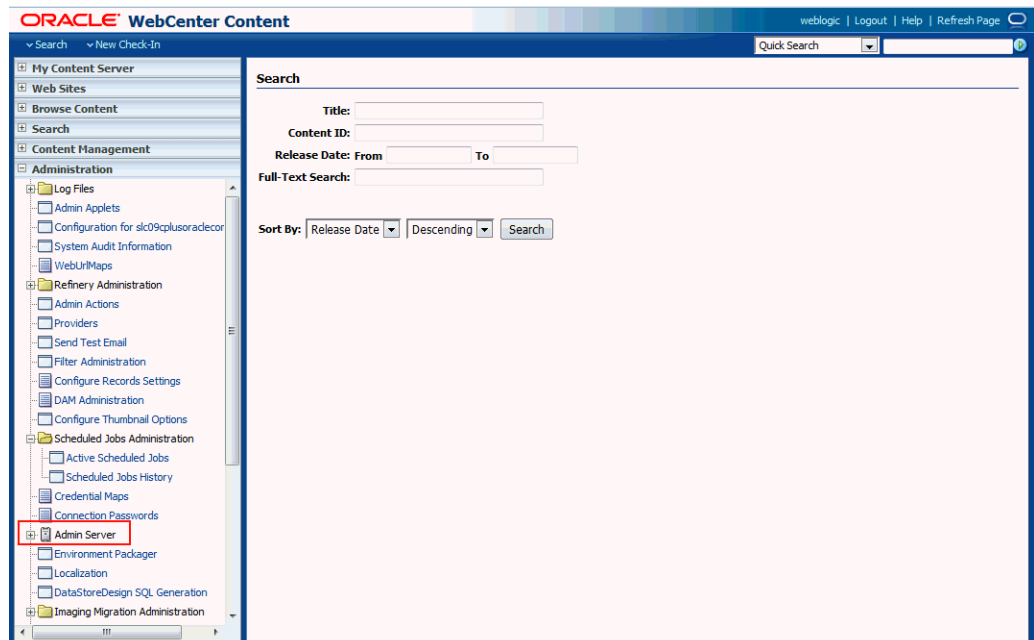 ORACLE WebCenter Content
weblogic | Logout | Help | Refresh Page
Search New Check-In
Quick Search
My Content Server
Web Sites
Browse Content
Search
Content Management
Administration
Log Files
Admin Applets
Configuration for slc09cplusoraclecor
System Audit Information
WebUrlMaps
Refinery Administration
Admin Actions
Providers
Send Test Email
Filter Administration
Configure Records Settings
DAM Administration
Configure Thumbnail Options
Scheduled Jobs Administration
Active Scheduled Jobs
Scheduled Jobs History
Credential Maps
Connection Passwords
Admin Server
Environment Packager
Localization
DataStoreDesign SQL Generation
Imaging Migration Administration
Search
Title:
Content ID:
Release Date: From To
Full-Text Search:
Sort By: Release Date Descending Search